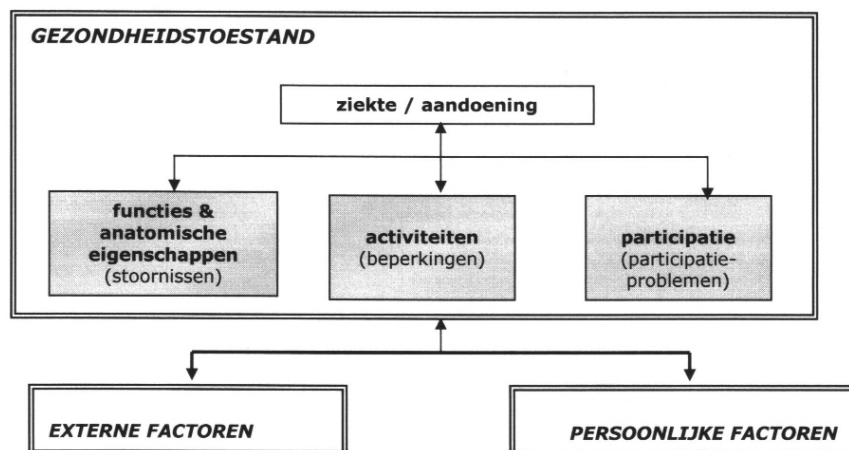 GEZONDHEIDSTOESTAND
ziekte / aandoening
functies &
anatomische
eigenschappen
(stoornissen)
activiteiten
(beperkingen)
participatie
(participatie-
problemen)
EXTERNE FACTOREN
PERSOONLIJKE FACTOREN